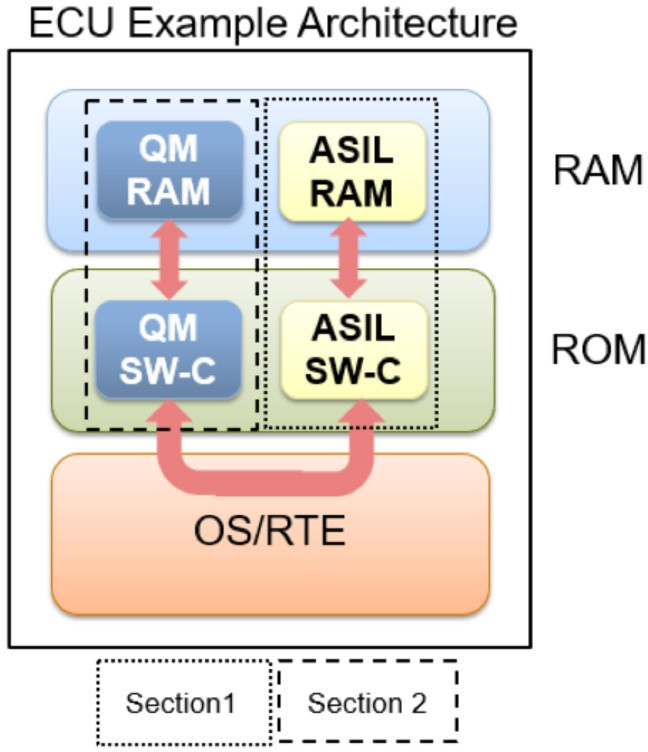 ECU Example Architecture
QM
RAM
ASIL
RAM
RAM
QM
SW-C
ASIL
SW-C
ROM
OS/RTE
Section1
Section 2